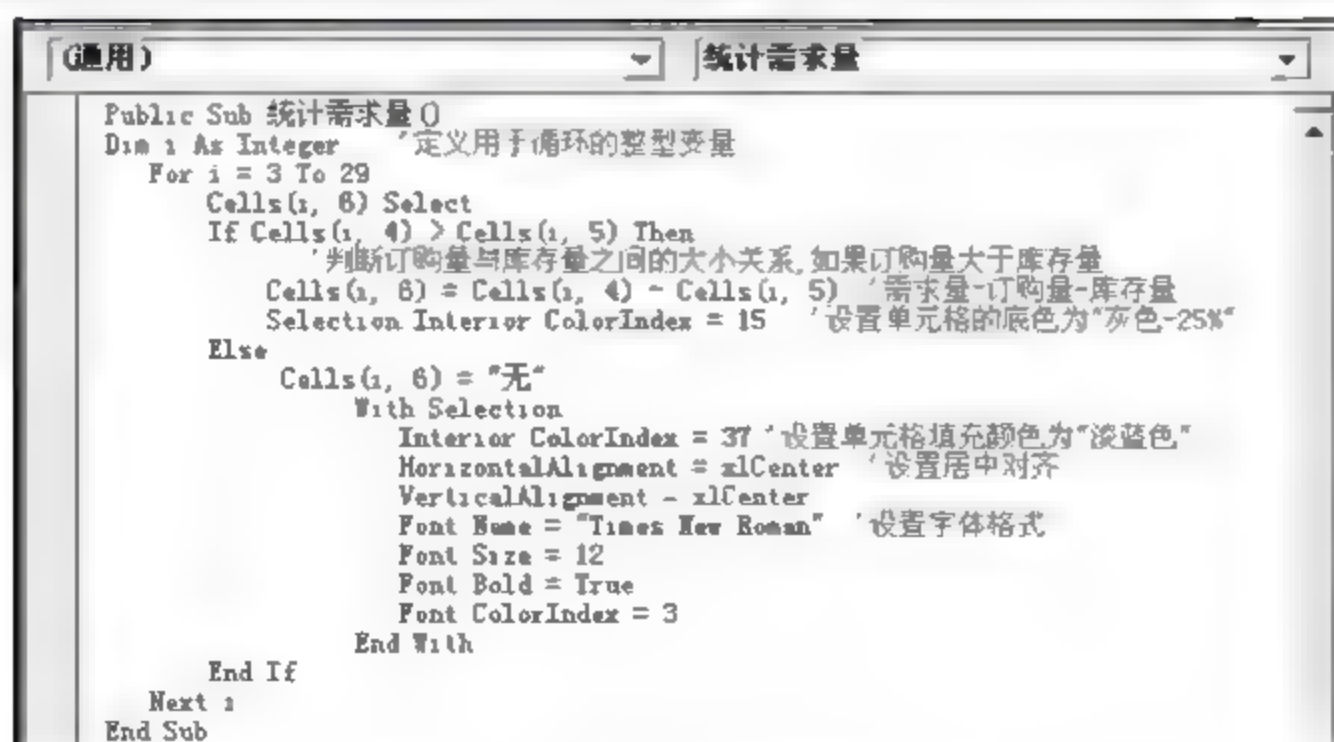 (通用)
统计需求量
Public Sub 统计需求量()
Dim i As Integer '定义用于循环的整型变量
For i = 3 To 29
Cells(i, 6) Select
If Cells(i, 4) > Cells(i, 5) Then
'判断订购量与库存量之间的大小关系,如果订购量大于库存量
Cells(i, 6) = Cells(i, 4) - Cells(i, 5) '需求量-订购量-库存量
Selection Interior ColorIndex = 15 '设置单元格的底色为"灰色-25%"
Else
Cells(i, 6) = "无"
With Selection
Interior ColorIndex = 37 '设置单元格填充颜色为"淡蓝色"
HorizontalAlignment = xlCenter '设置居中对齐
VerticalAlignment - xlCenter
Font Name = "Times New Roman" '设置字体格式
Font Size = 12
Font Bold = True
Font ColorIndex = 3
End With
End If
Next i
End Sub